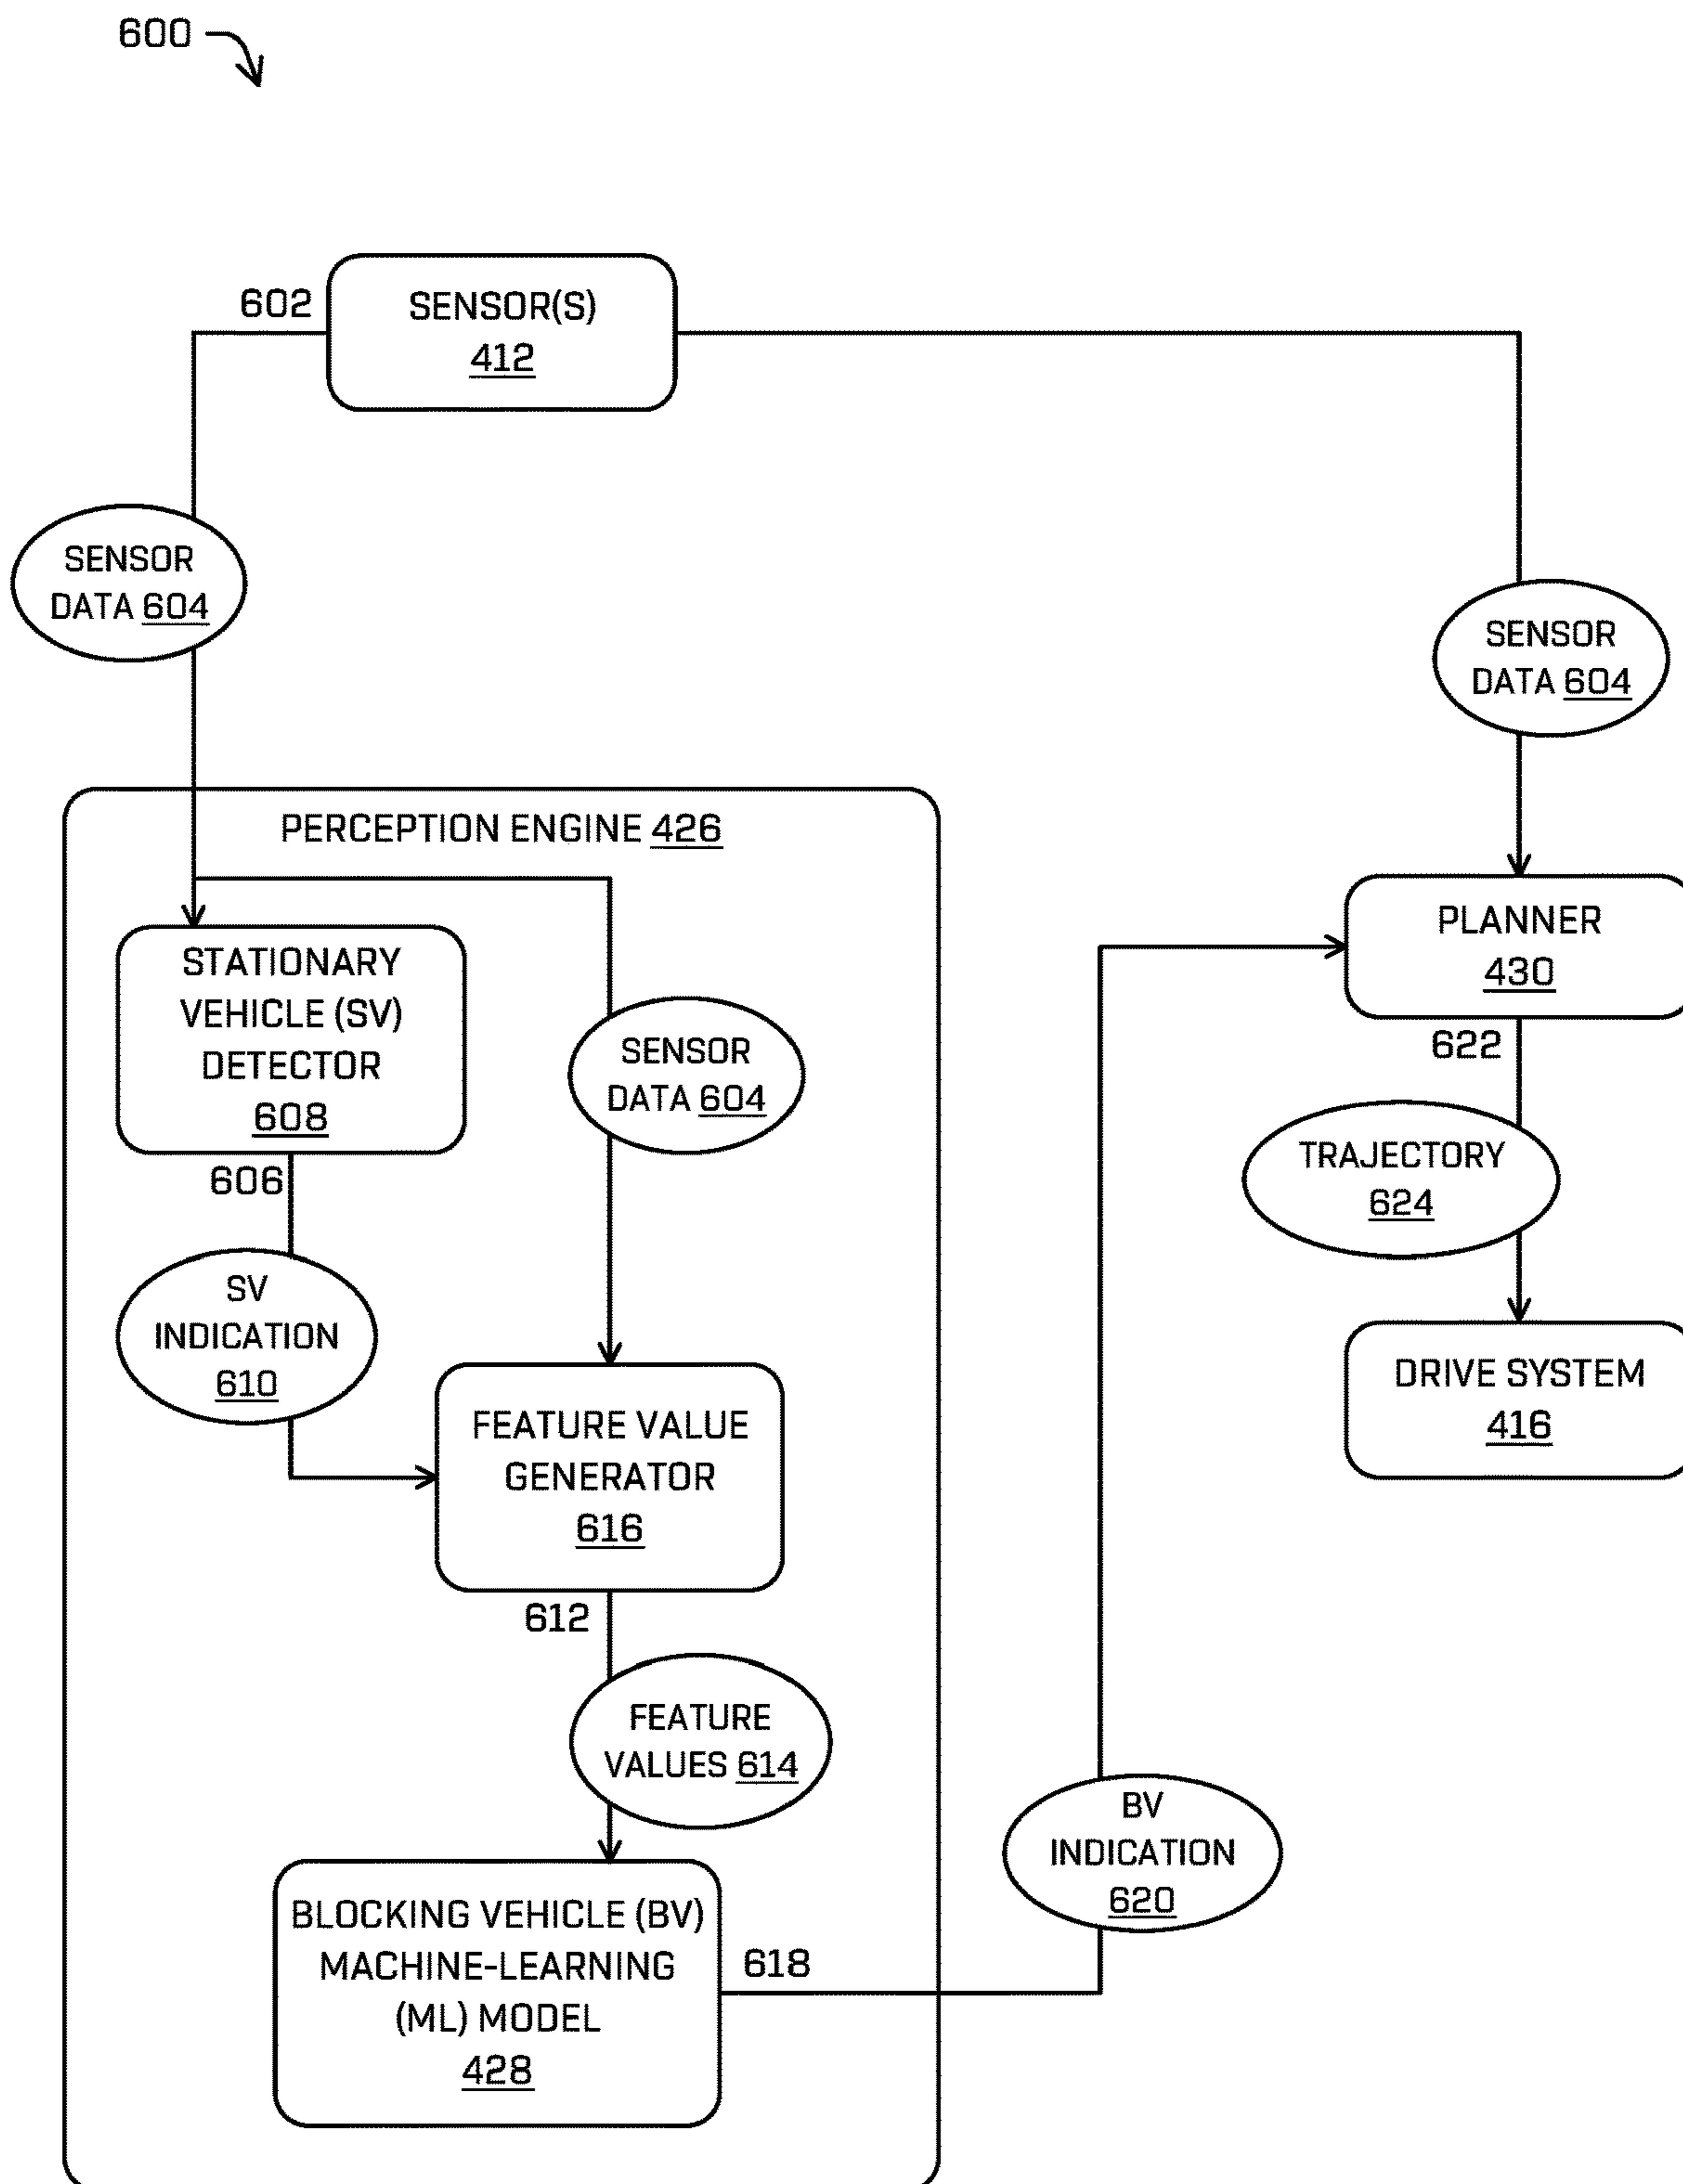 600
602
SENSOR(S)
412
SENSOR
DATA 604
SENSOR
DATA 604
PERCEPTION ENGINE 426
STATIONARY
VEHICLE (SV)
DETECTOR
608
SENSOR
DATA 604
606
SV
INDICATION
610
FEATURE VALUE
GENERATOR
616
612
FEATURE
VALUES 614
BLOCKING VEHICLE (BV)
MACHINE-LEARNING
(ML) MODEL
428
618
BV
INDICATION
620
PLANNER
430
622
TRAJECTORY
624
DRIVE SYSTEM
416